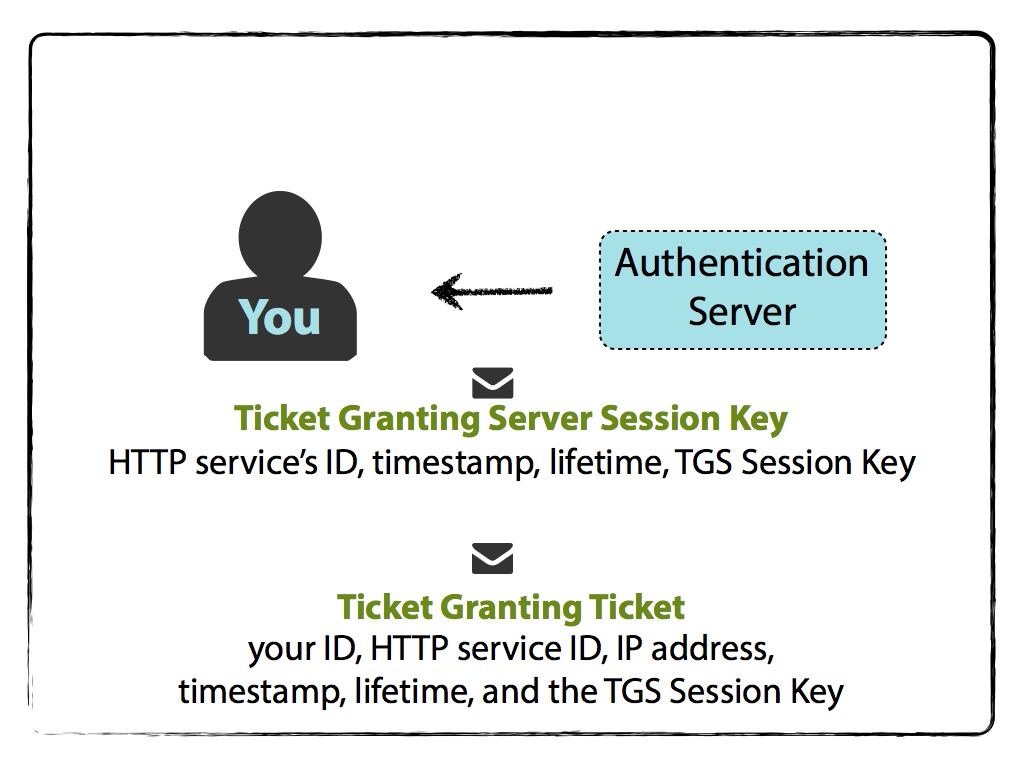 You
Authentication
Server
Ticket Granting Server Session Key
HTTP service’s ID, timestamp, lifetime, TGS Session Key
Ticket Granting Ticket
your ID, HTTP service ID, IP address,
timestamp, lifetime, and the TGS Session Key